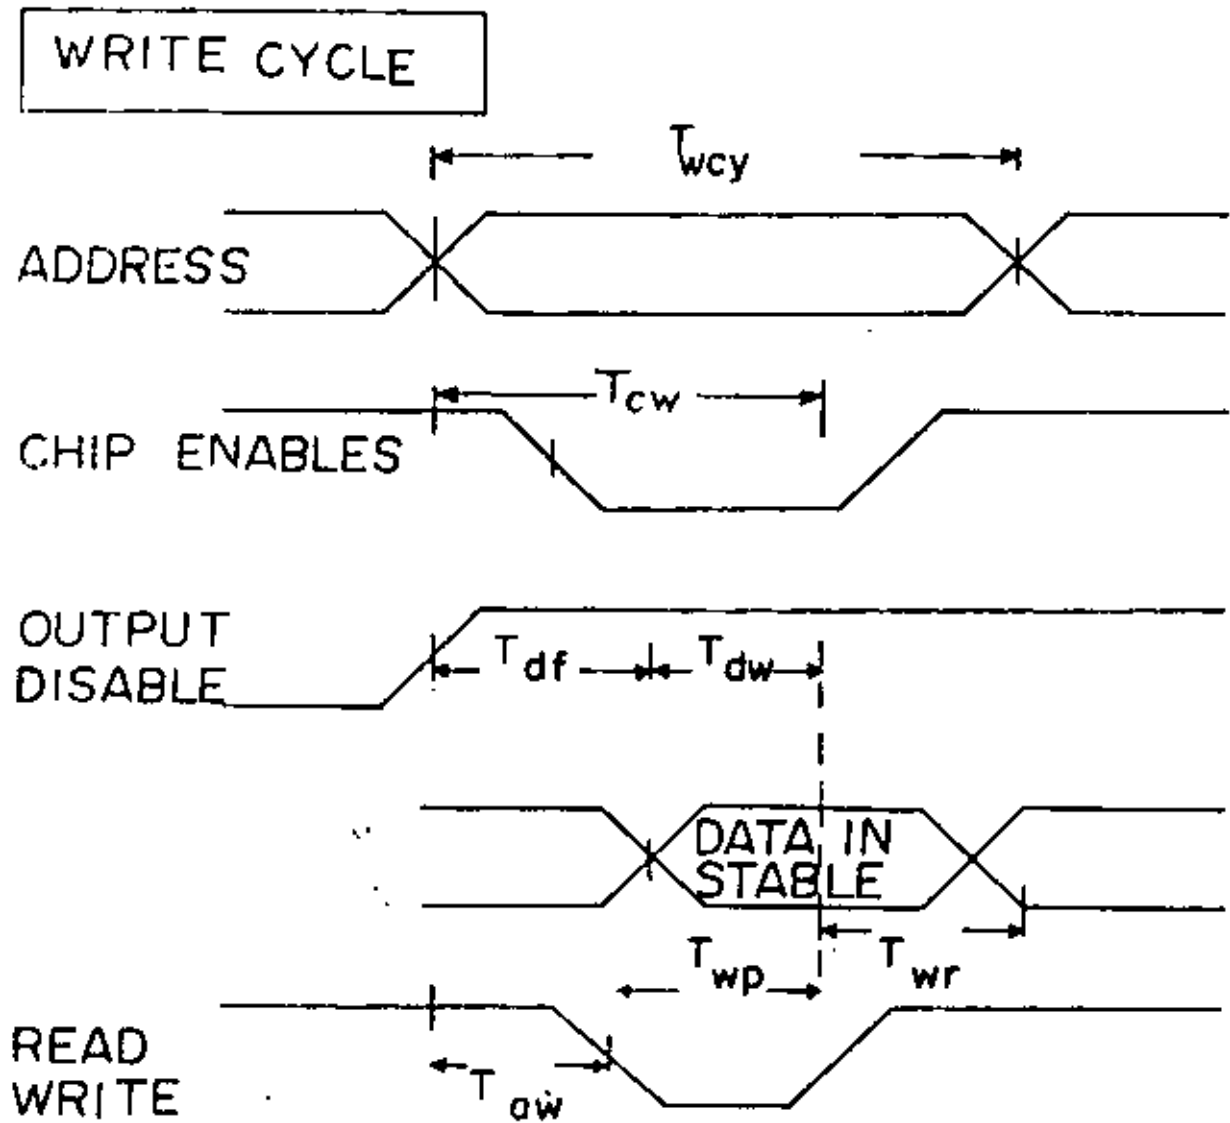 WRITE CYCLE
Twcy
ADDRESS
Tcw
CHIP ENABLES
OUTPUT
DISABLE
Tdf
Tdw
DATA IN
STABLE
Twp
Twr
READ
WRITE
Taw